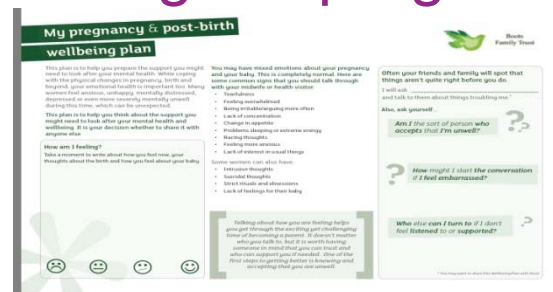 My pregnancy & post-birth
wellbeing plan
Boots
Family Trust
This plan is to help you prepare the support you might
need to look after your mental health. While coping
with the physical changes in pregnancy, birth and
beyond, your emotional health is important too. Many
women feel anxious, unhappy, mentally distressed,
depressed or even more severely mentally unwell
during this time, which can be unexpected.
This plan is to help you think about the support you
might need to look after your mental health and
wellbeing. It is your decision whether to share it with
anyone else
How am I feeling?
Take a moment to write about how you feel now, your
thoughts about the birth and how you feel about your baby
You may have mixed emotions about your pregnancy
and your baby. This is completely normal. Here are
some common signs that you should talk through
with your midwife or health visitor:
• Tearfulness
• Feeling overwhelmed
• Being irritable/arguing more often
• Lack of concentration
• Change in appetite
• Problems sleeping or extreme energy
• Racing thoughts
• Feeling more anxious
• Lack of interest in usual things
Some women can also have:
• Intrusive thoughts
• Suicidal thoughts
• Strict rituals and obsessions
• Lack of feelings for their baby
Talking about how you are feeling helps
you get through the exciting yet challenging
time of becoming a parent. It doesn't matter
who you talk to, but it is worth having
someone in mind that you can trust and
who can support you if needed. One of the
first steps to getting better is knowing and
accepting that you are unwell.
Often your friends and family will spot that
things aren't quite right before you do.
I will ask
and talk to them about things troubling me *
Also, ask yourself...
Am I the sort of person who
accepts that I'm unwell?
?
?
How might I start the conversation
if I feel embarrassed?
Who else can I turn to if I don't
feel listened to or supported?
?
* You may want to share this Wellbeing Plan with them